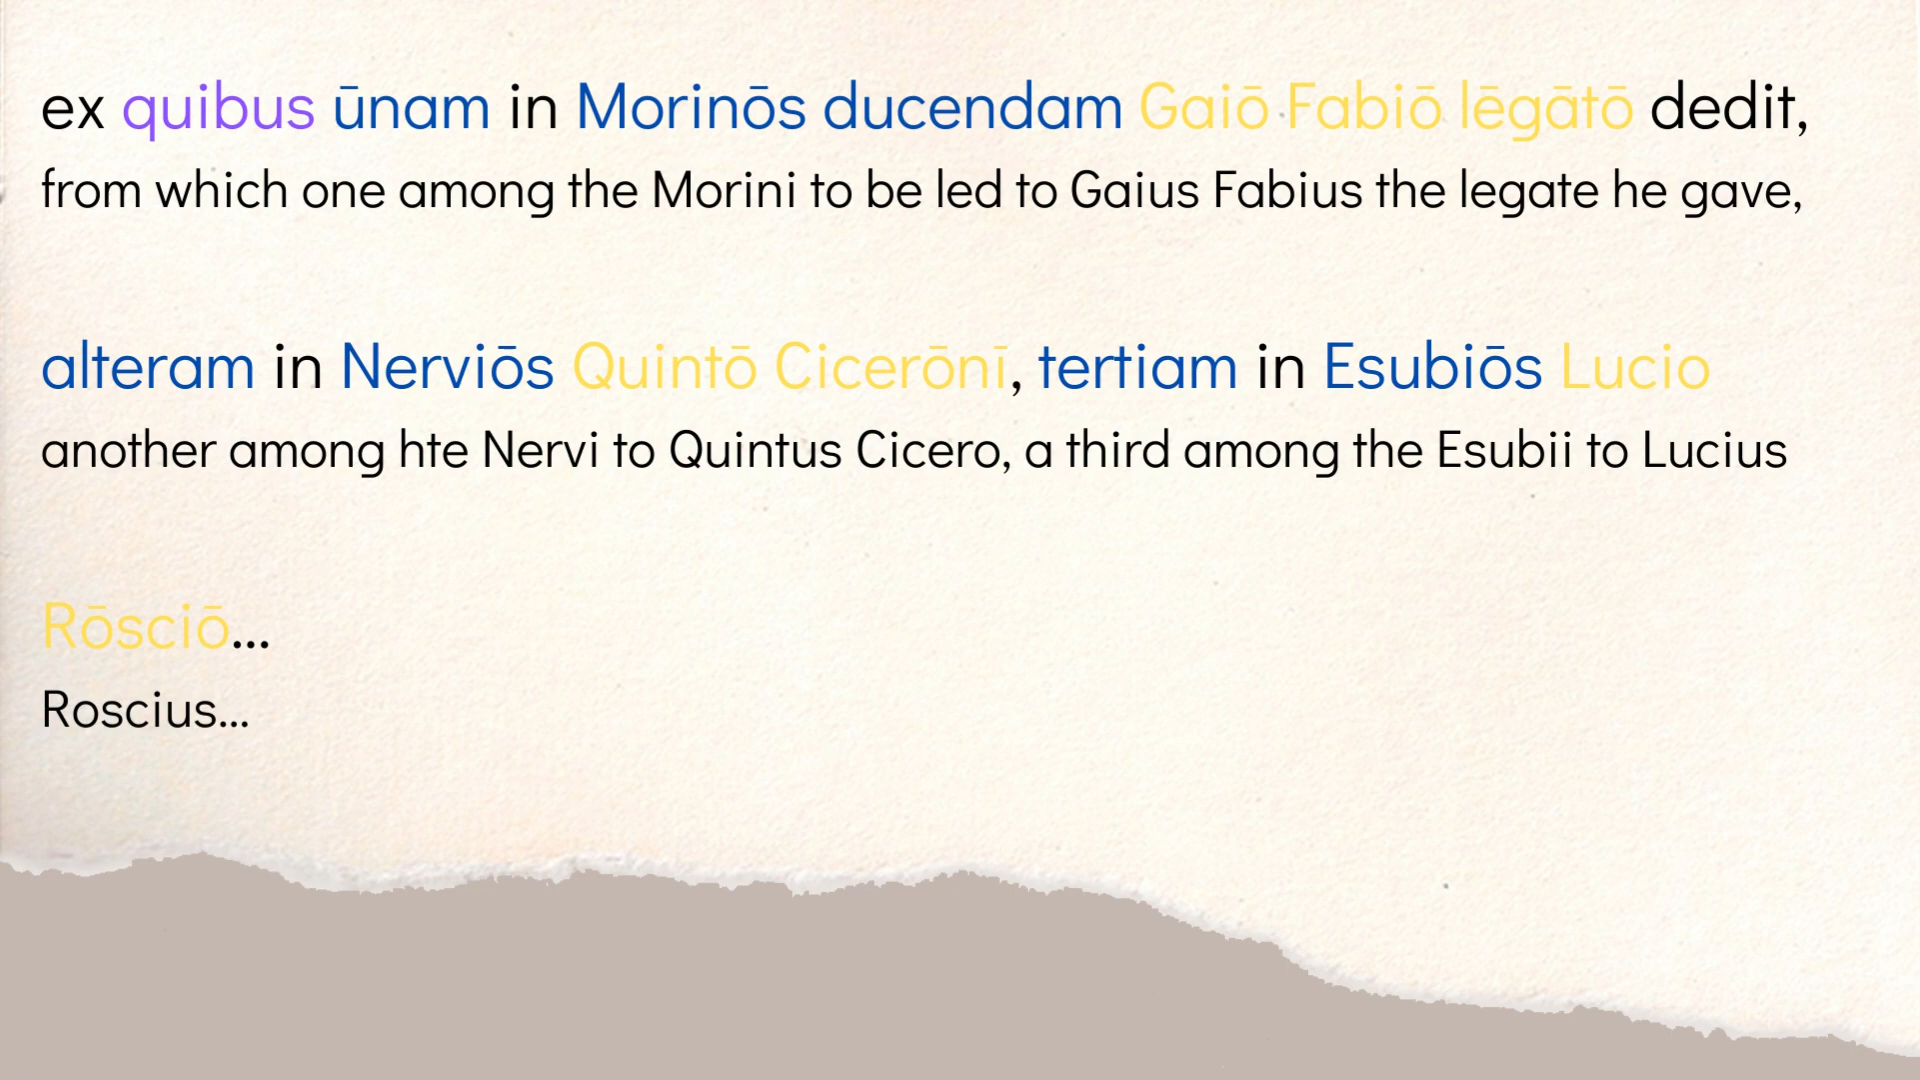 ex quibus ūnam in Morinōs ducendam Gaiō Fabiō lēgātō dedit,
from which one among the Morini to be led to Gaius Fabius the legate he gave,
alteram in Nerviōs Quintō Cicerōnī, tertiam in Esubiōs Lucio
another among hte Nervi to Quintus Cicero, a third among the Esubii to Lucius
Rōsciō...
Roscius...